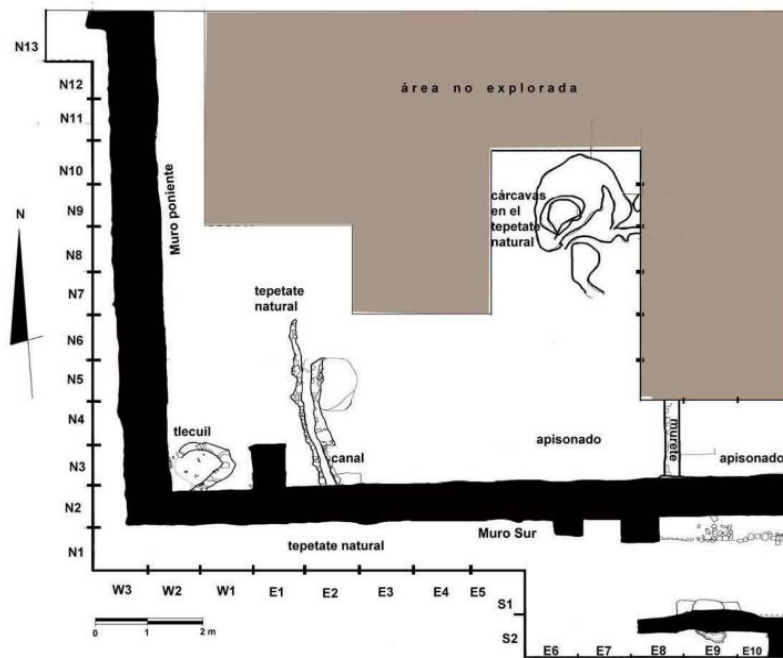 N13
N12
N11
N10
N9
N8
N7
N6
N5
N4
N3
N2
N1
N
Muro poniente
área no explorada
cárcavas
en el
tepetate
natural
tepetate
natural
tlecuil
canal
apisonado
murete
apisonado
tepetate natural
Muro Sur
W3 W2 W1 E1 E2 E3 E4 E5
S1
S2
E6 E7 E8 E9 E10
0 1 2 m